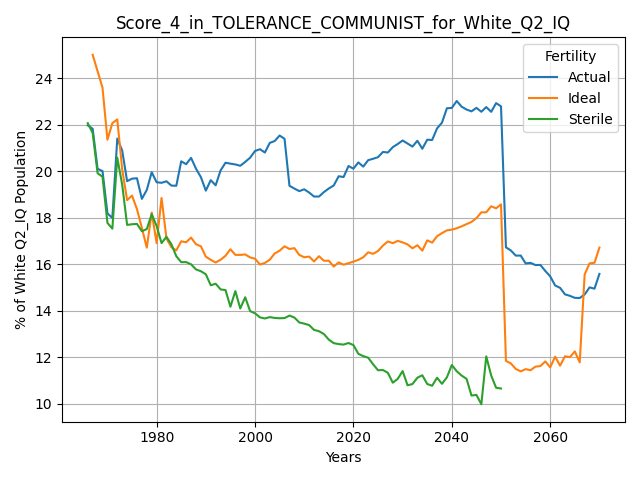 Score_4_in_TOLERANCE_COMMUNIST_for_White_Q2_IQ
Fertility
Actual
Ideal
Sterile
% of White Q2_IQ Population
24
22
20
18
16
14
12
10
1980
2000
2020
2040
2060
Years